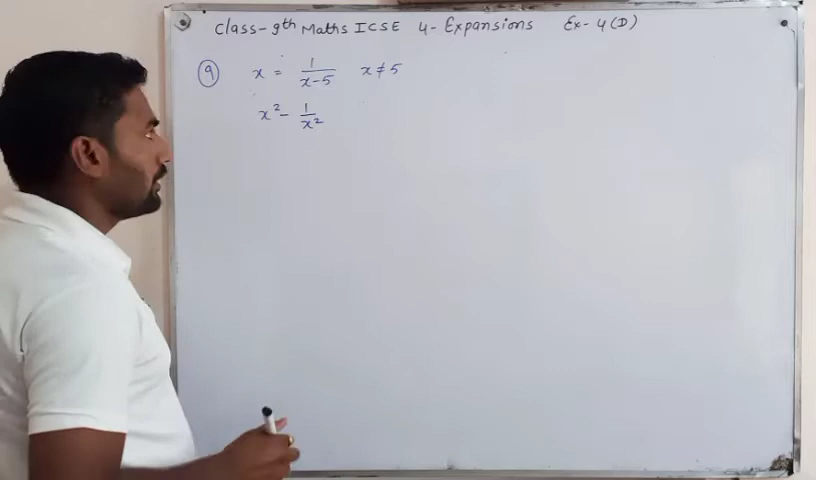 Class-9th Maths ICSE 4-Expansions Ex-4(D)
9 x = 1/(x-5) x≠5
x² - 1/x²